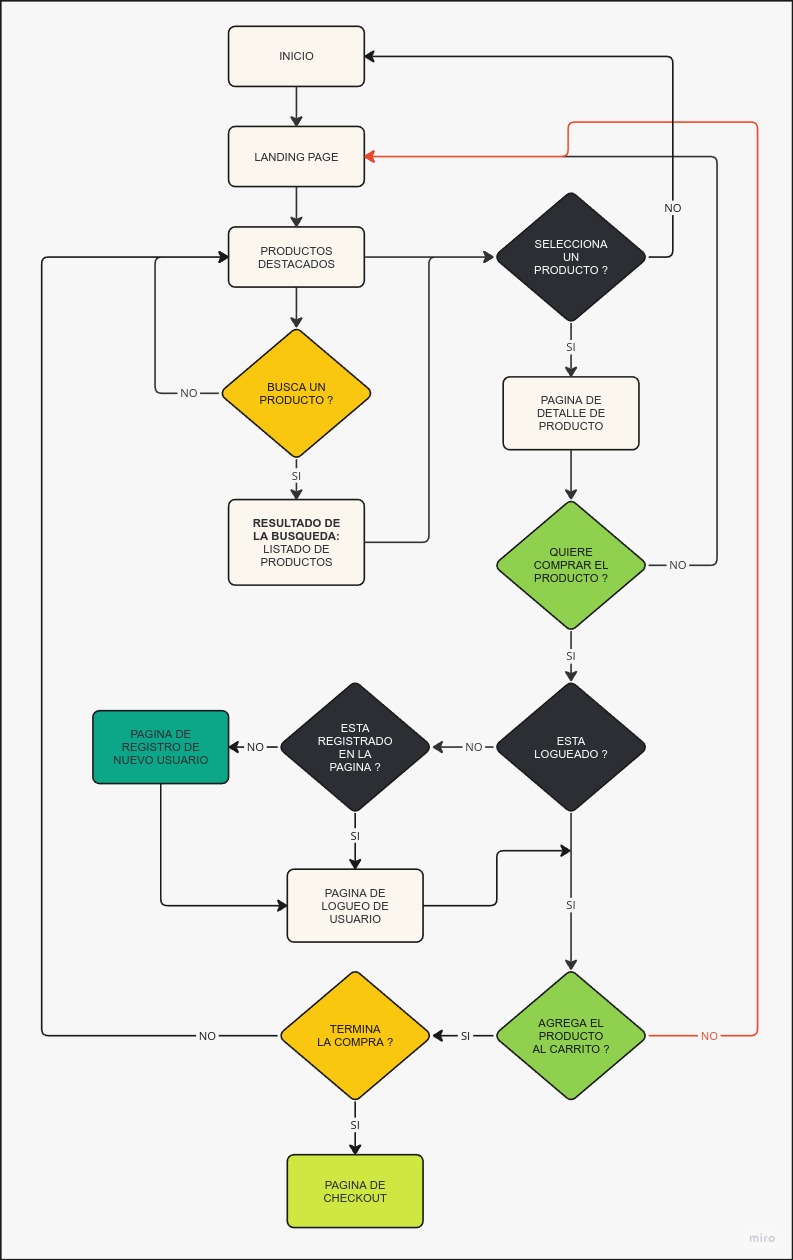 INICIO
LANDING PAGE
NO
PRODUCTOS
DESTACADOS
SELECCIONA
UN
PRODUCTO ?
SI
BUSCA UN
PRODUCTO ?
NO
PAGINA DE
DETALLE DE
PRODUCTO
SI
RESULTADO DE
LA BUSQUEDA:
LISTADO DE
PRODUCTOS
QUIERE
COMPRAR EL
PRODUCTO ?
NO
SI
PAGINA DE
REGISTRO DE
NUEVO USUARIO
NO
ESTA
REGISTRADO
EN LA
PAGINA ?
NO
ESTA
LOGUEADO ?
SI
PAGINA DE
LOGUEO DE
USUARIO
SI
NO
TERMINA
LA COMPRA ?
SI
AGREGA EL
PRODUCTO
AL CARRITO ?
NO
SI
PAGINA DE
CHECKOUT
miro